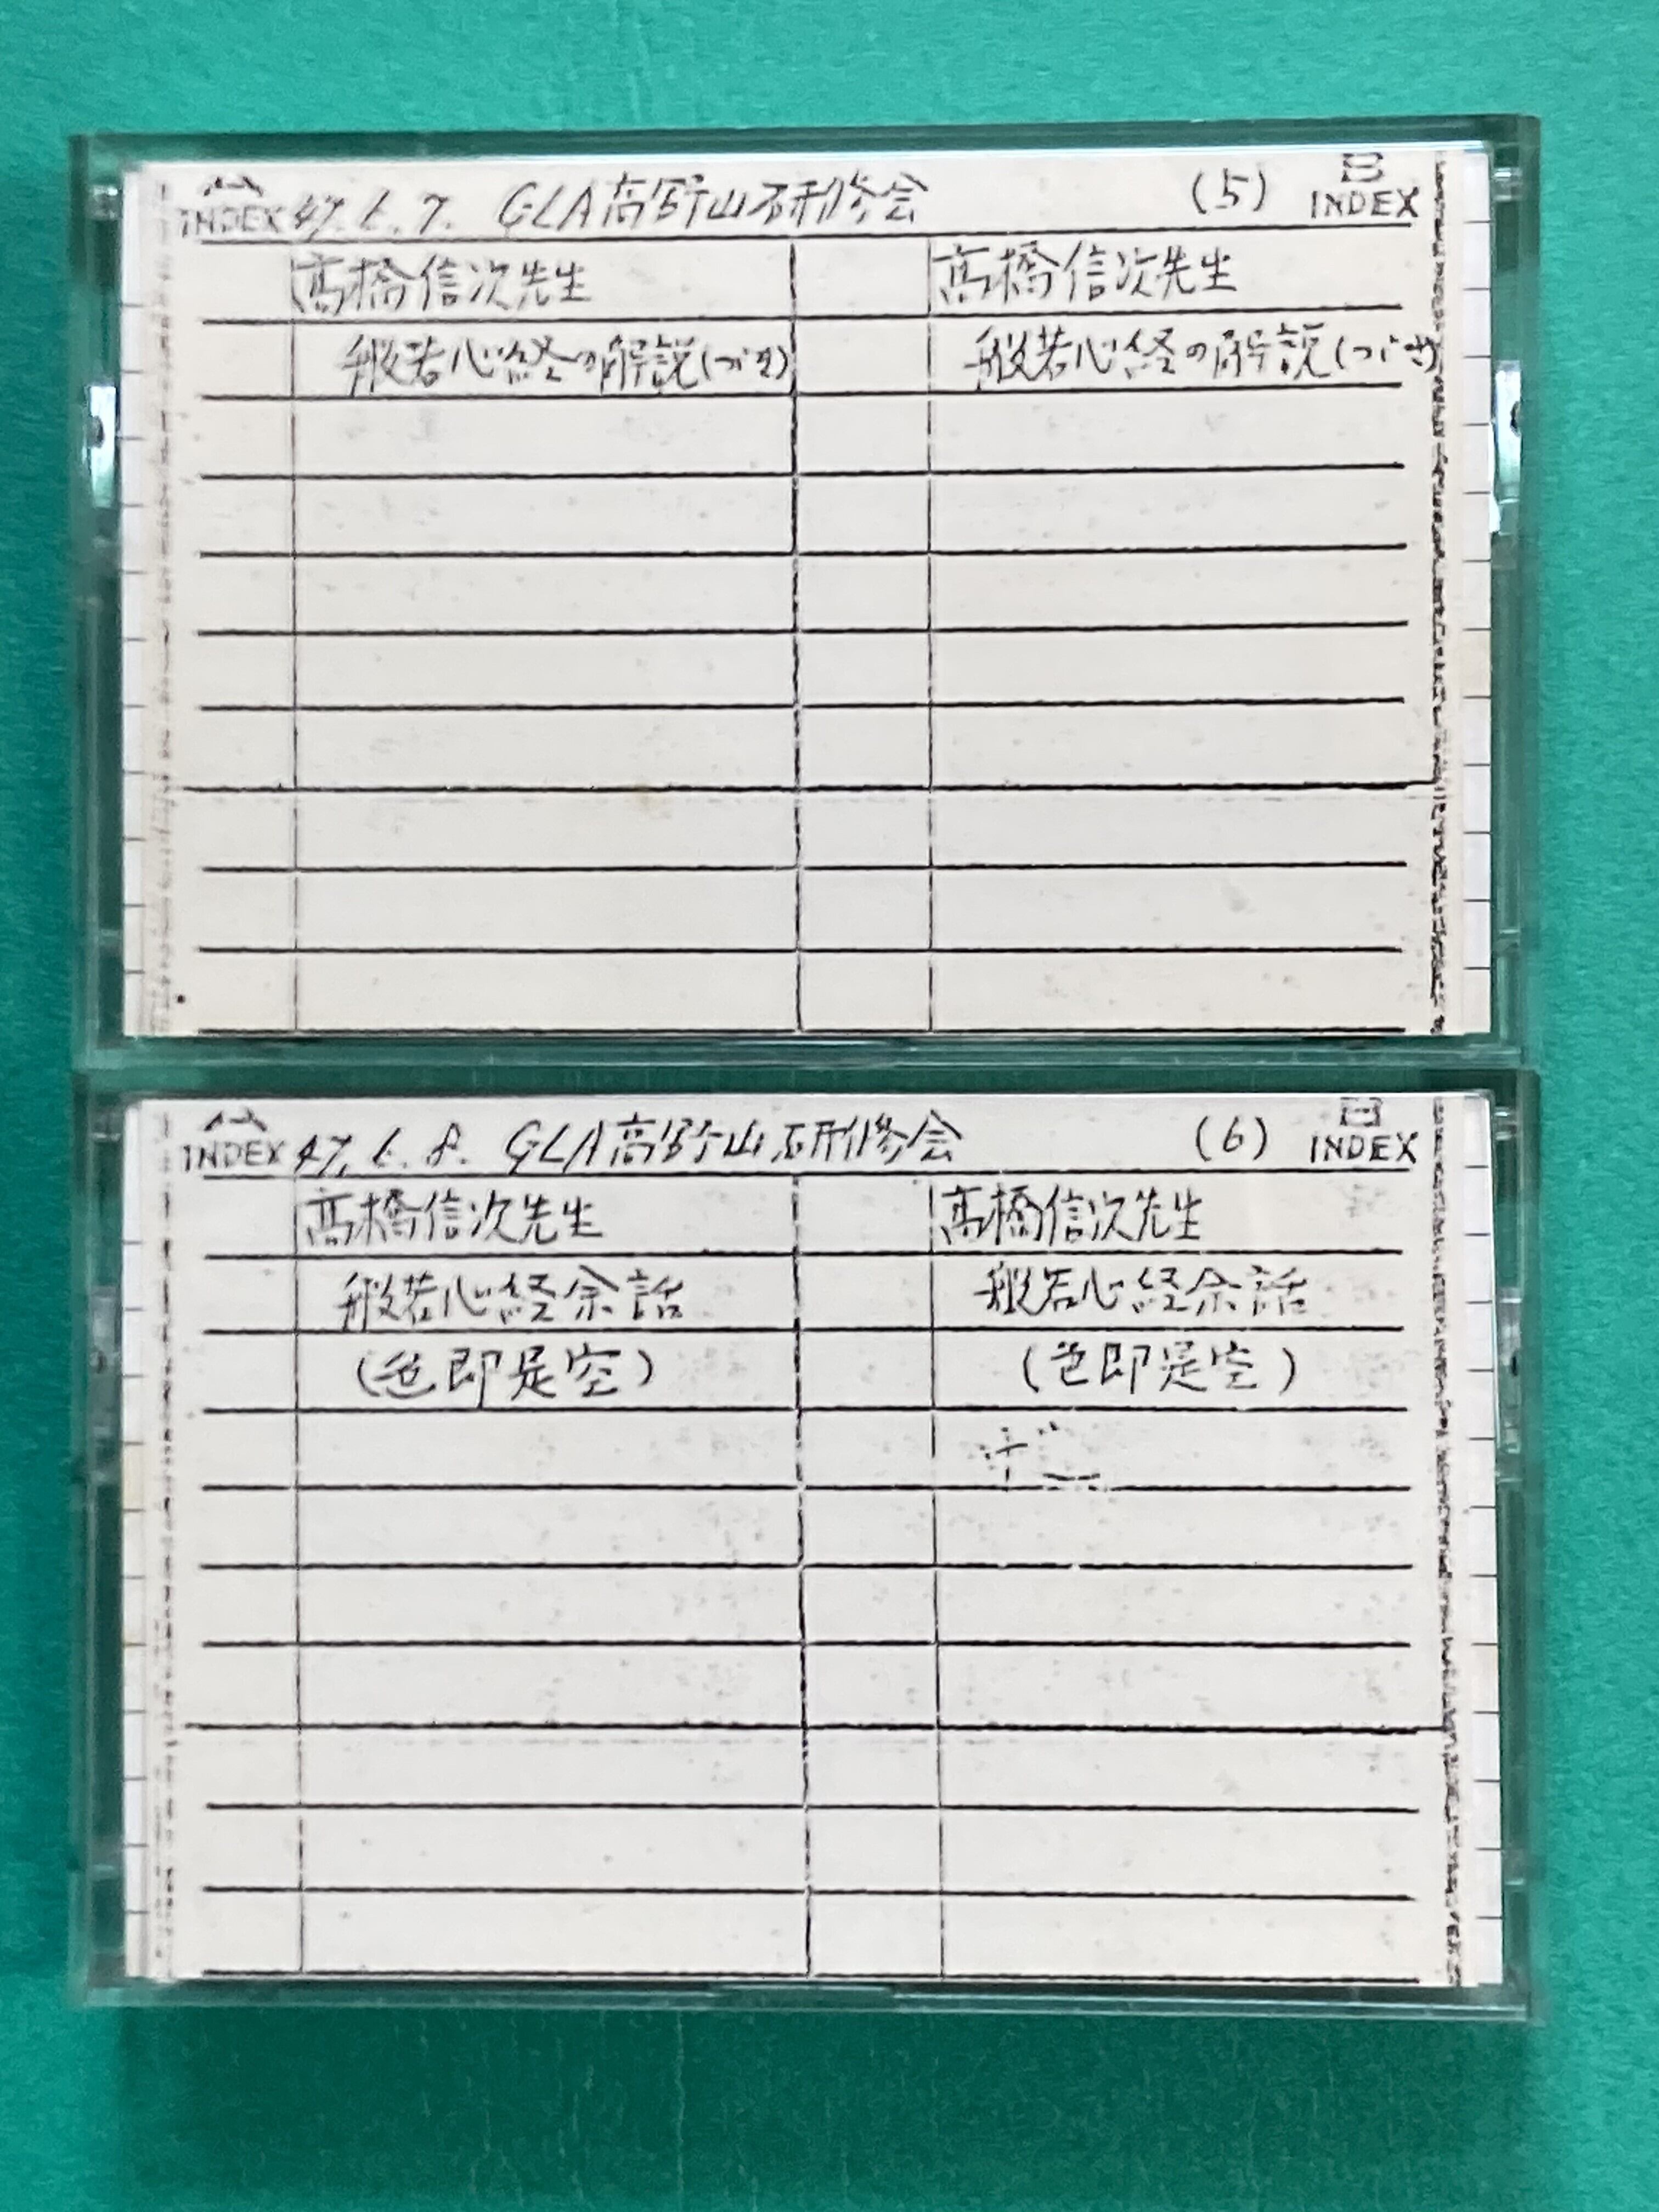 INDEX 47.6.7. GLA高野山研修会 (5) INDEX
高橋信次先生 高橋信次先生
般若心経の解説(つづき) 般若心経の解説(つづき)
INDEX 47.6.8. GLA高野山研修会 (6) INDEX
高橋信次先生 高橋信次先生
般若心経余話 般若心経余話
(色即是空) (色即是空)